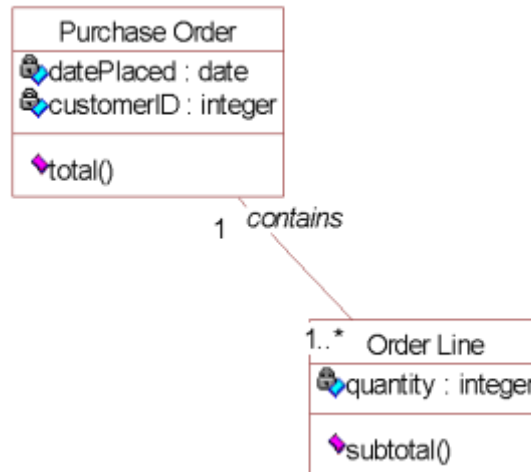 Purchase Order
datePlaced : date
customerID : integer
total()
1 contains
1..* Order Line
quantity : integer
subtotal()